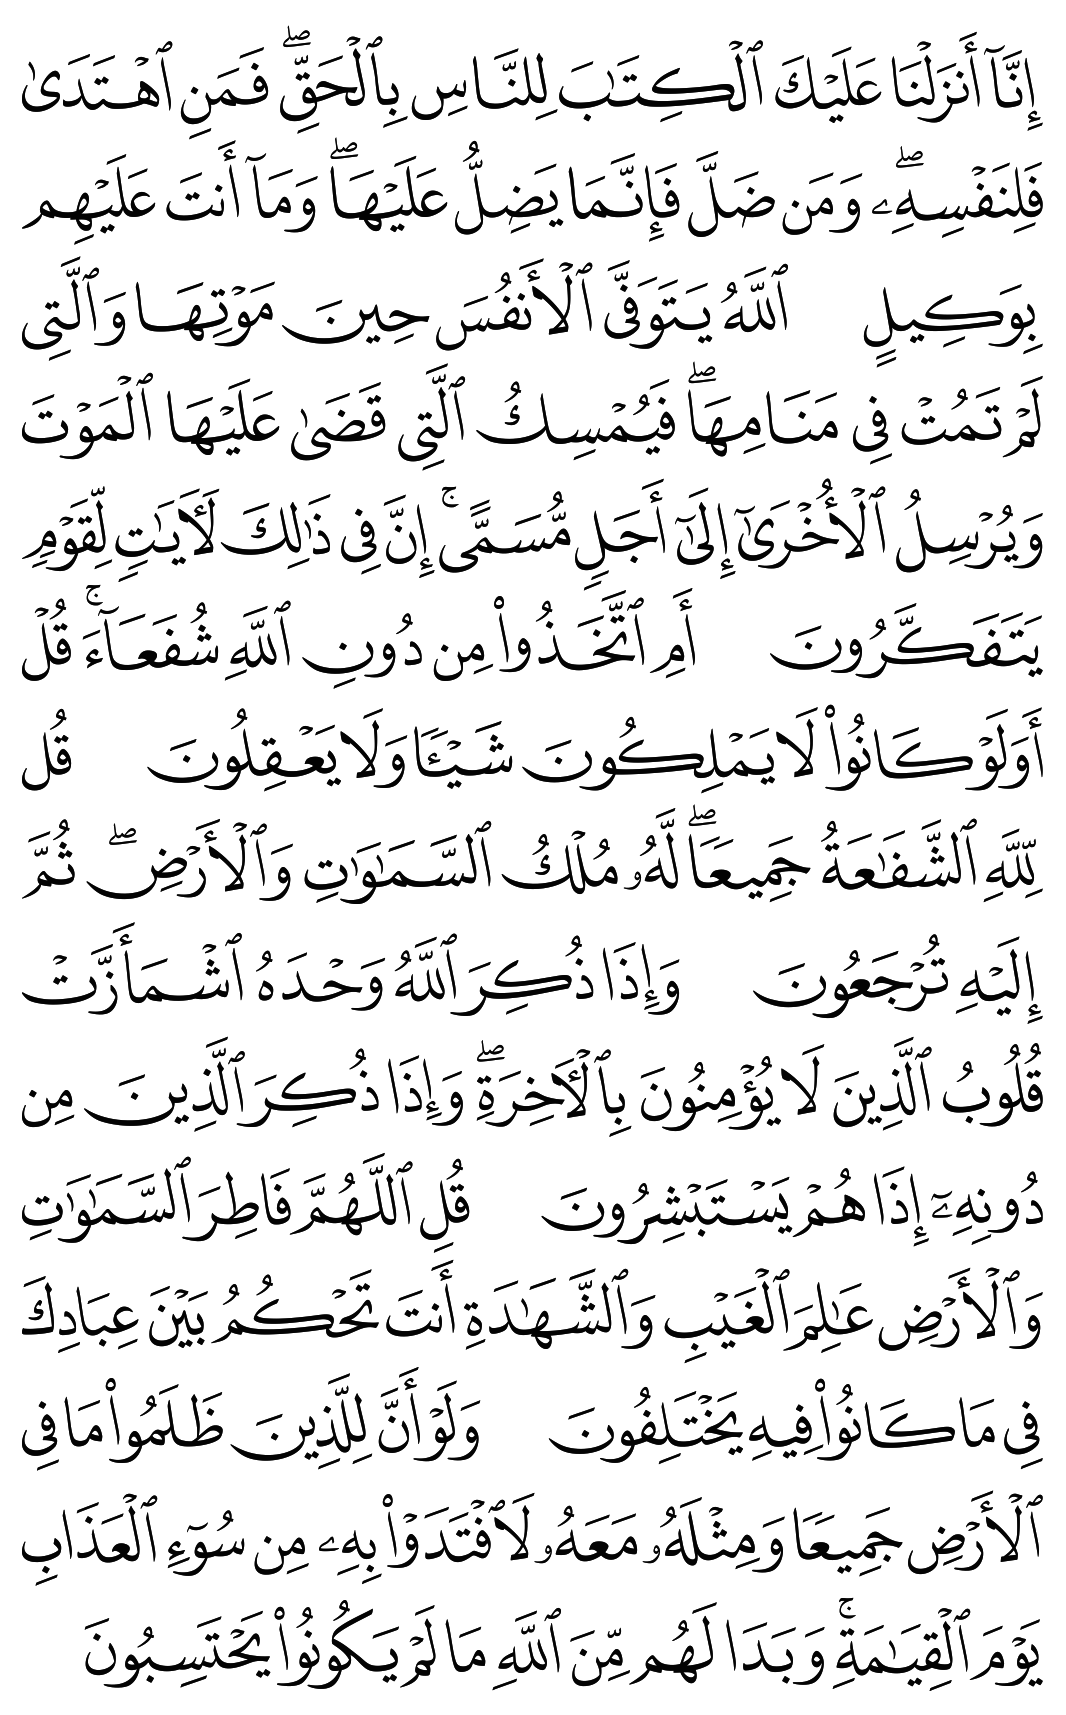 إِنَّآ أَنزَلْنَا عَلَيْكَ ٱلْكِتَـٰبَ لِلنَّاسِ بِٱلْحَقِّ ۖ فَمَنِ ٱهْتَدَىٰ
فَلِنَفْسِهِۦ ۖ وَمَن ضَلَّ فَإِنَّمَا يَضِلُّ عَلَيْهَا ۖ وَمَآ أَنتَ عَلَيْهِم
بِوَكِيلٍ ٱللَّهُ يَتَوَفَّى ٱلْأَنفُسَ حِينَ مَوْتِهَا وَٱلَّتِى
لَمْ تَمُتْ فِى مَنَامِهَا ۖ فَيُمْسِكُ ٱلَّتِى قَضَىٰ عَلَيْهَا ٱلْمَوْتَ
وَيُرْسِلُ ٱلْأُخْرَىٰٓ إِلَىٰٓ أَجَلٍ مُّسَمًّى ۚ إِنَّ فِى ذَٰلِكَ لَـَٔايَـٰتٍ لِّقَوْمٍ
يَتَفَكَّرُونَ أَمِ ٱتَّخَذُوا۟ مِن دُونِ ٱللَّهِ شُفَعَآءَ ۚ قُلْ
أَوَلَوْ كَانُوا۟ لَا يَمْلِكُونَ شَيْـًٔا وَلَا يَعْقِلُونَ قُل
لِّلَّهِ ٱلشَّفَـٰعَةُ جَمِيعًا ۖ لَّهُۥ مُلْكُ ٱلسَّمَـٰوَٰتِ وَٱلْأَرْضِ ۖ ثُمَّ
إِلَيْهِ تُرْجَعُونَ وَإِذَا ذُكِرَ ٱللَّهُ وَحْدَهُ ٱشْمَأَزَّتْ
قُلُوبُ ٱلَّذِينَ لَا يُؤْمِنُونَ بِٱلْـَٔاخِرَةِ ۖ وَإِذَا ذُكِرَ ٱلَّذِينَ مِن
دُونِهِۦٓ إِذَا هُمْ يَسْتَبْشِرُونَ قُلِ ٱللَّهُمَّ فَاطِرَ ٱلسَّمَـٰوَٰتِ
وَٱلْأَرْضِ عَـٰلِمَ ٱلْغَيْبِ وَٱلشَّهَـٰدَةِ أَنتَ تَحْكُمُ بَيْنَ عِبَادِكَ
فِى مَا كَانُوا۟ فِيهِ يَخْتَلِفُونَ وَلَوْ أَنَّ لِلَّذِينَ ظَلَمُوا۟ مَا فِى
ٱلْأَرْضِ جَمِيعًا وَمِثْلَهُۥ مَعَهُۥ لَٱفْتَدَوْا۟ بِهِۦ مِن سُوٓءِ ٱلْعَذَابِ
يَوْمَ ٱلْقِيَـٰمَةِ ۚ وَبَدَا لَهُم مِّنَ ٱللَّهِ مَا لَمْ يَكُونُوا۟ يَحْتَسِبُونَ